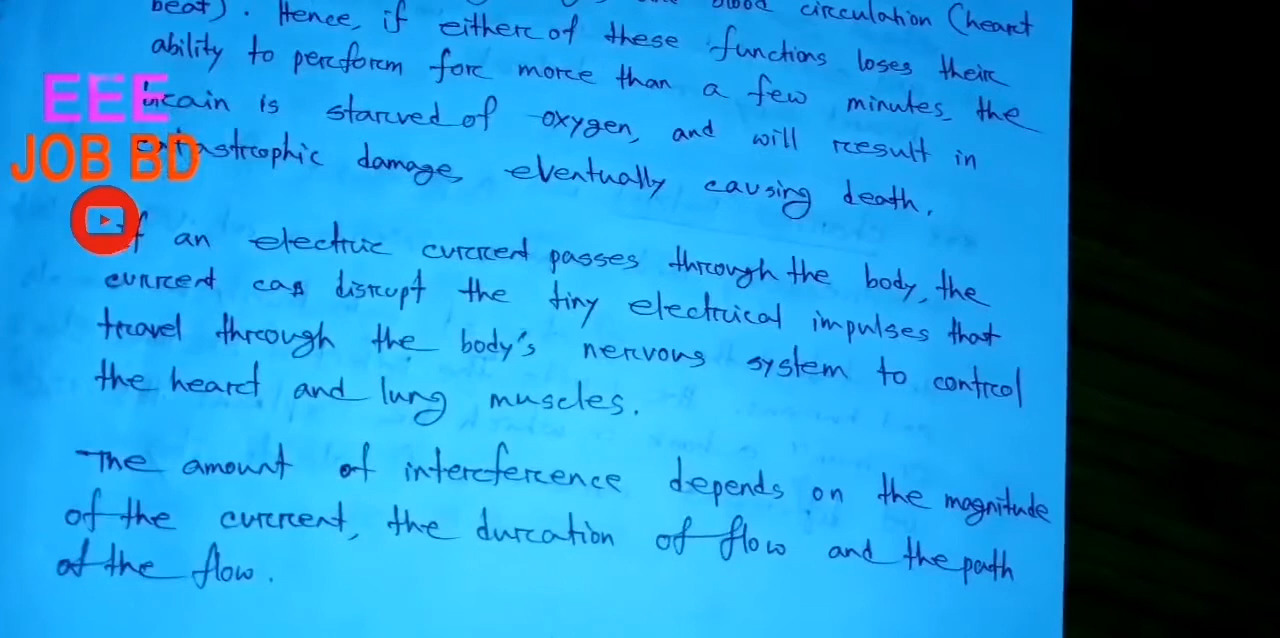 blood circulation (heart
beat). Hence, if either of these functions loses their
ability to perform for more than a few minutes, the
brain is starved of oxygen, and will result in
catastrophic damage, eventually causing death.
If an electric current passes through the body, the
current can disrupt the tiny electrical impulses that
travel through the body's nervous system to control
the heart and lung muscles.
The amount of interference depends on the magnitude
of the current, the duration of flow and the path
of the flow.
EEE
JOB BD